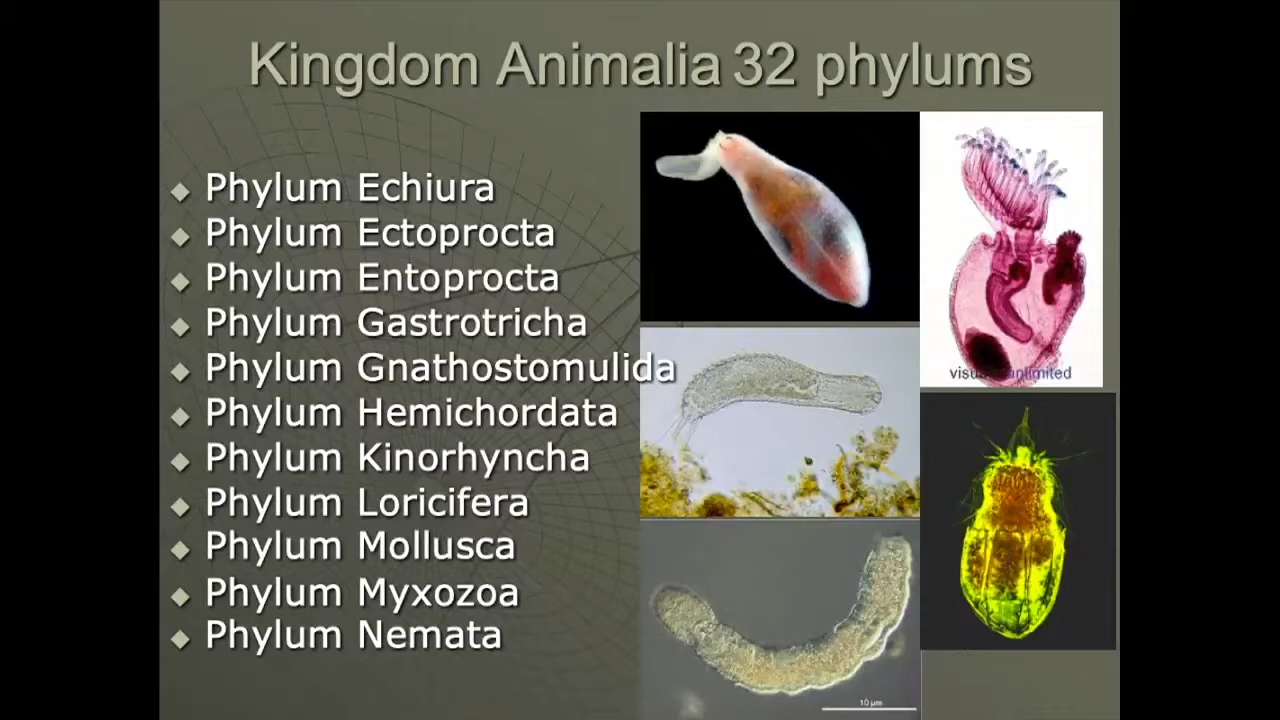 Kingdom Animalia 32 phylums
Phylum Echiura
Phylum Ectoprocta
Phylum Entoprocta
Phylum Gastrotricha
Phylum Gnathostomulida
Phylum Hemichordata
Phylum Kinorhyncha
Phylum Loricifera
Phylum Mollusca
Phylum Myxozoa
Phylum Nemata
unlimited
10 µm